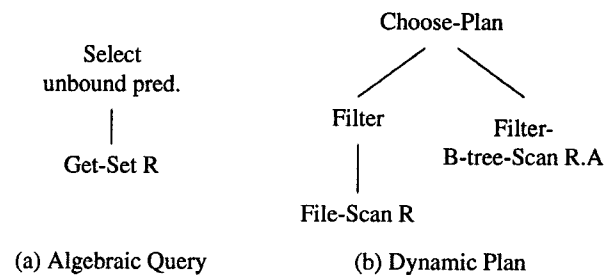 Choose-Plan
Select
unbound pred.
Get-Set R
Filter
Filter-
B-tree-Scan R.A
File-Scan R
(a) Algebraic Query
(b) Dynamic Plan